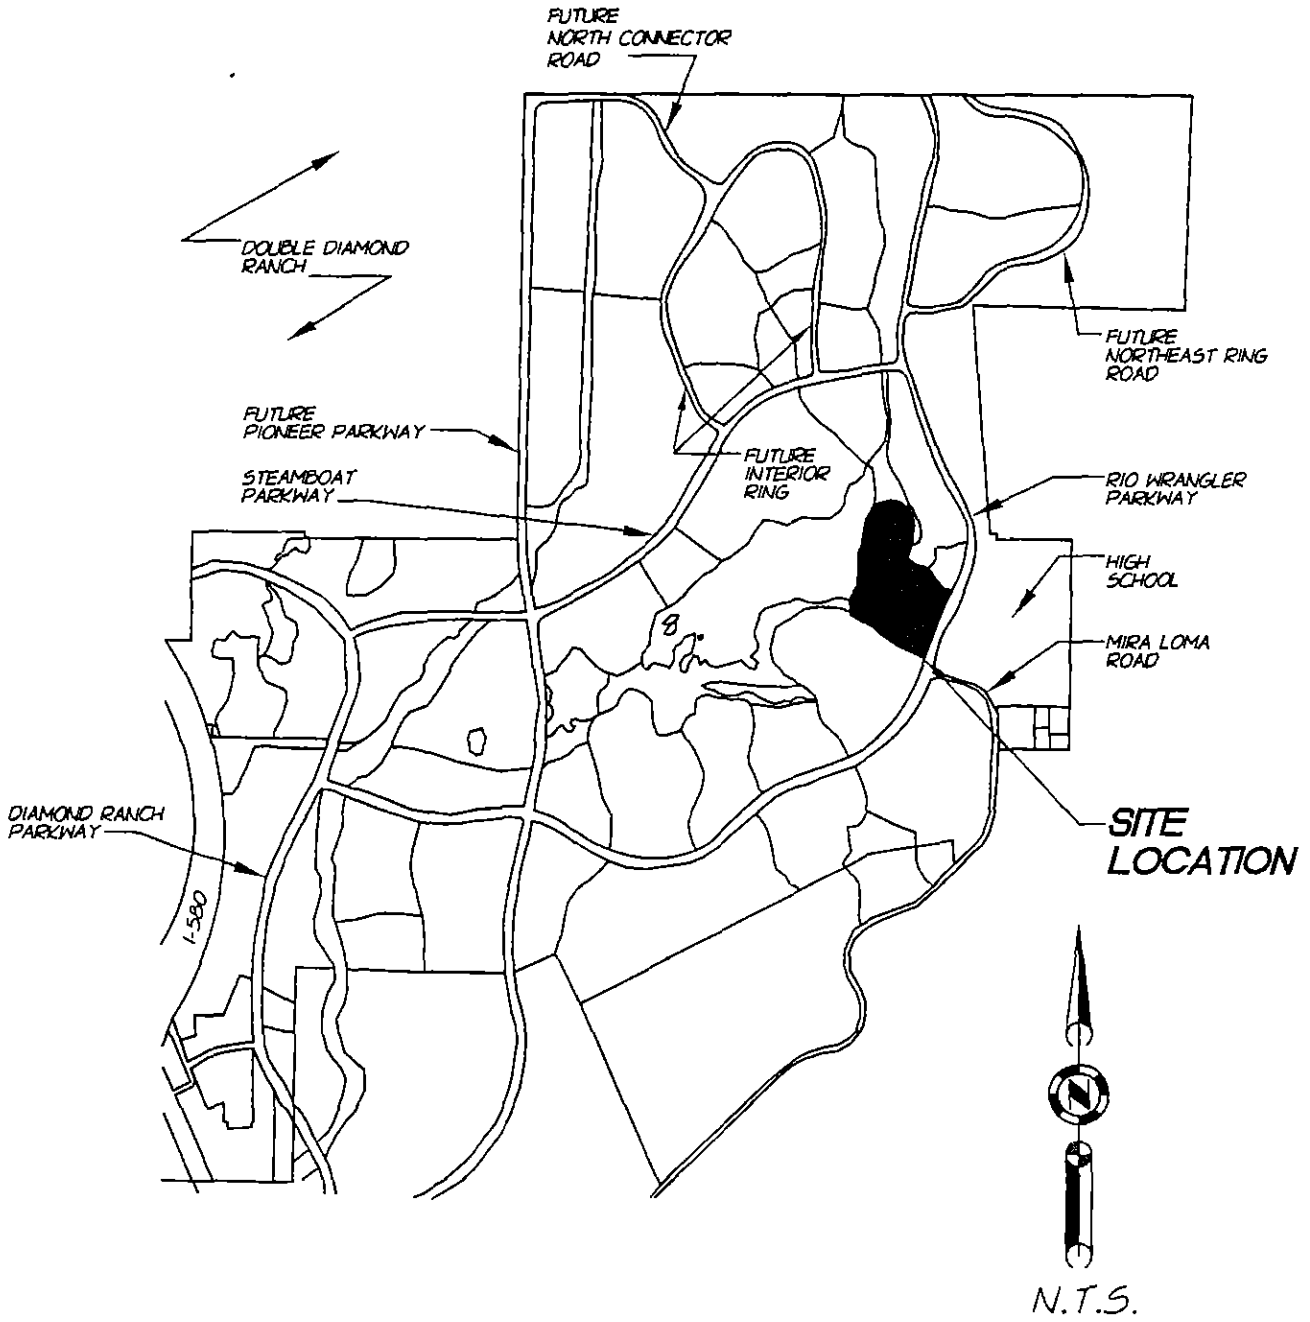 FUTURE
NORTH CONNECTOR
ROAD
DOUBLE DIAMOND
RANCH
FUTURE
NORTHEAST RING
ROAD
FUTURE
PIONEER PARKWAY
STEAMBOAT
PARKWAY
FUTURE
INTERIOR
RING
RIO WRANGLER
PARKWAY
HIGH
SCHOOL
8
MIRA LOMA
ROAD
DIAMOND RANCH
PARKWAY
SITE
LOCATION
I-580
N
N.T.S.